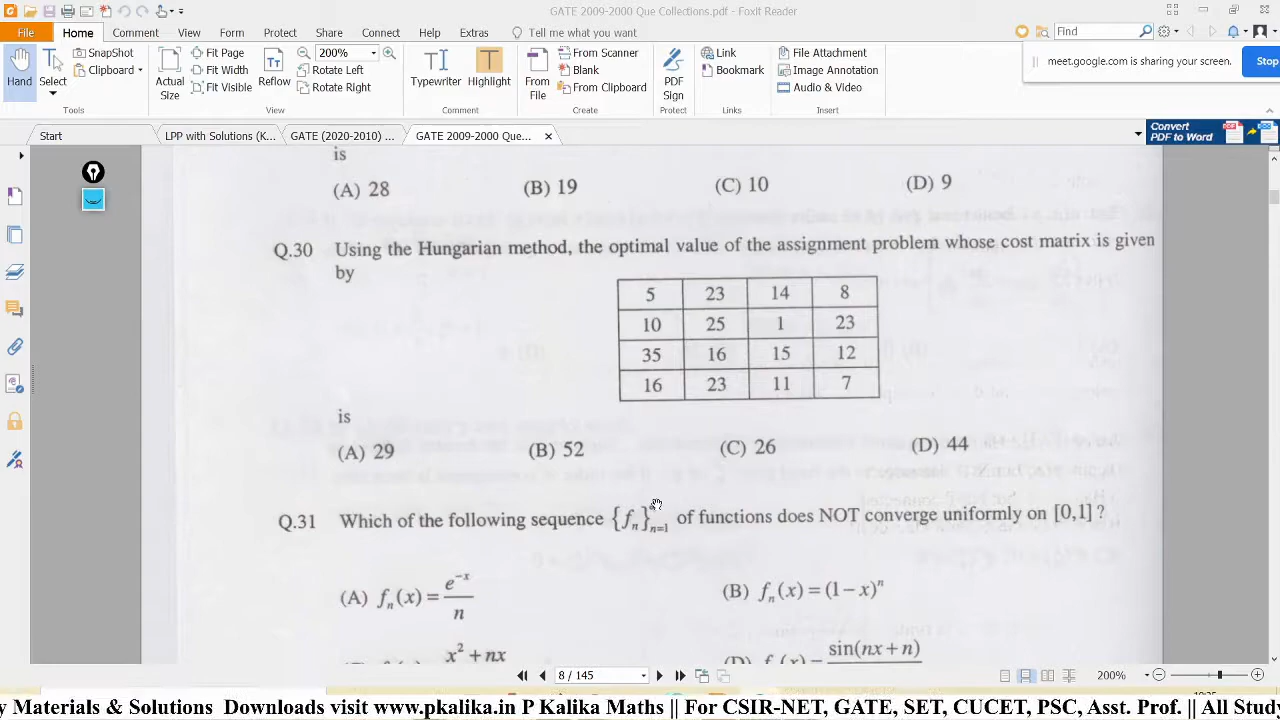 GATE 2009-2000 Que Collections.pdf - Foxit Reader
File Home Comment View Form Protect Share Connect Help Extras Tell me what you want Find
Hand Select SnapShot Clipboard Actual Size Reflow Fit Page Fit Width Fit Visible 200% Rotate Left Rotate Right Typewriter Highlight From File From Scanner Blank From Clipboard PDF Sign Link Bookmark File Attachment Image Annotation Audio & Video
Tools View Comment Create Protect Links Insert
meet.google.com is sharing your screen. Stop
Start LPP with Solutions (K... GATE (2020-2010) ... GATE 2009-2000 Que...
Convert PDF to Word
is
(A) 28 (B) 19 (C) 10 (D) 9
Q.30 Using the Hungarian method, the optimal value of the assignment problem whose cost matrix is given
by
5 23 14 8
10 25 1 23
35 16 15 12
16 23 11 7
is
(A) 29 (B) 52 (C) 26 (D) 44
Q.31 Which of the following sequence {fₙ}ₙ₌₁ of functions does NOT converge uniformly on [0,1] ?
(A) fₙ(x) = e⁻ˣ / n (B) fₙ(x) = (1 − x)ⁿ
x² + nx sin(nx + n)
8 / 145 200%
y Materials & Solutions Downloads visit www.pkalika.in P Kalika Maths || For CSIR-NET, GATE, SET, CUCET, PSC, Asst. Prof. || All Study